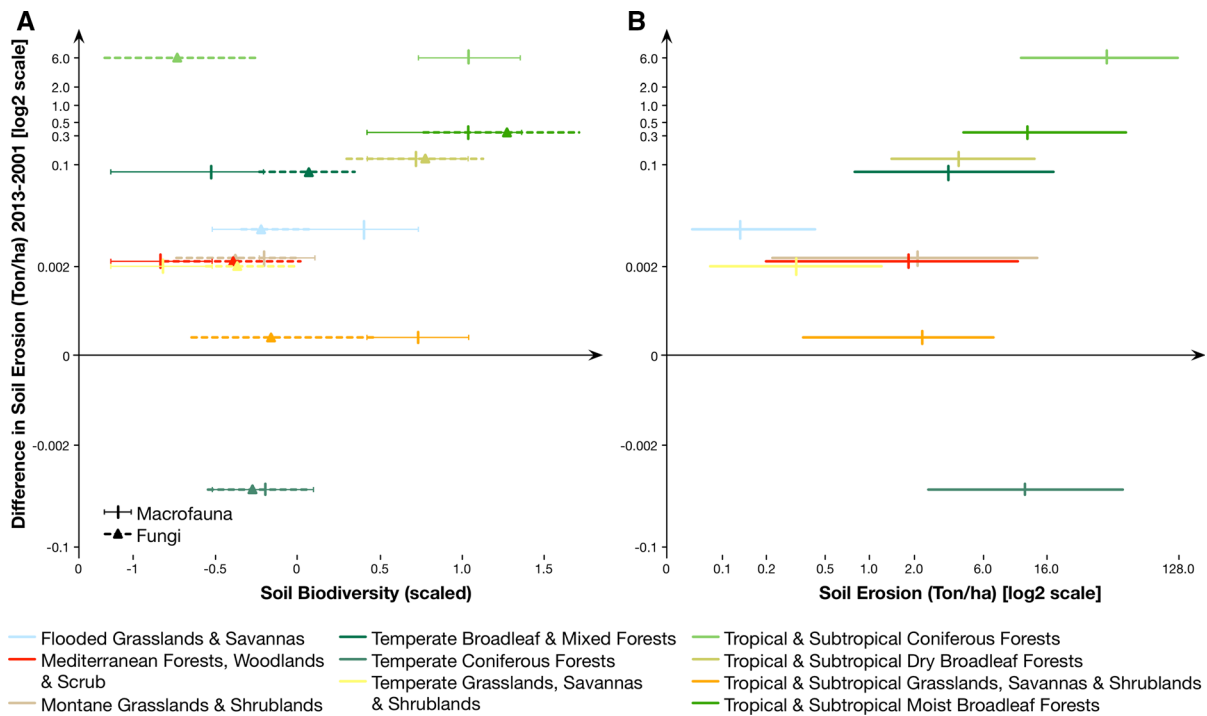 A
B
Difference in Soil Erosion (Ton/ha) 2013-2001 [log2 scale]
6.0
2.0
1.0
0.5
0.3
0.1
0.002
0
-0.002
-0.1
Macrofauna
Fungi
0
-1
-0.5
0
0.5
1.0
1.5
Soil Biodiversity (scaled)
6.0
2.0
1.0
0.5
0.3
0.1
0.002
0
-0.002
-0.1
0
0.1
0.2
0.5
1.0
2.0
6.0
16.0
128.0
Soil Erosion (Ton/ha) [log2 scale]
Flooded Grasslands & Savannas
Mediterranean Forests, Woodlands
& Scrub
Montane Grasslands & Shrublands
Temperate Broadleaf & Mixed Forests
Temperate Coniferous Forests
Temperate Grasslands, Savannas
& Shrublands
Tropical & Subtropical Coniferous Forests
Tropical & Subtropical Dry Broadleaf Forests
Tropical & Subtropical Grasslands, Savannas & Shrublands
Tropical & Subtropical Moist Broadleaf Forests